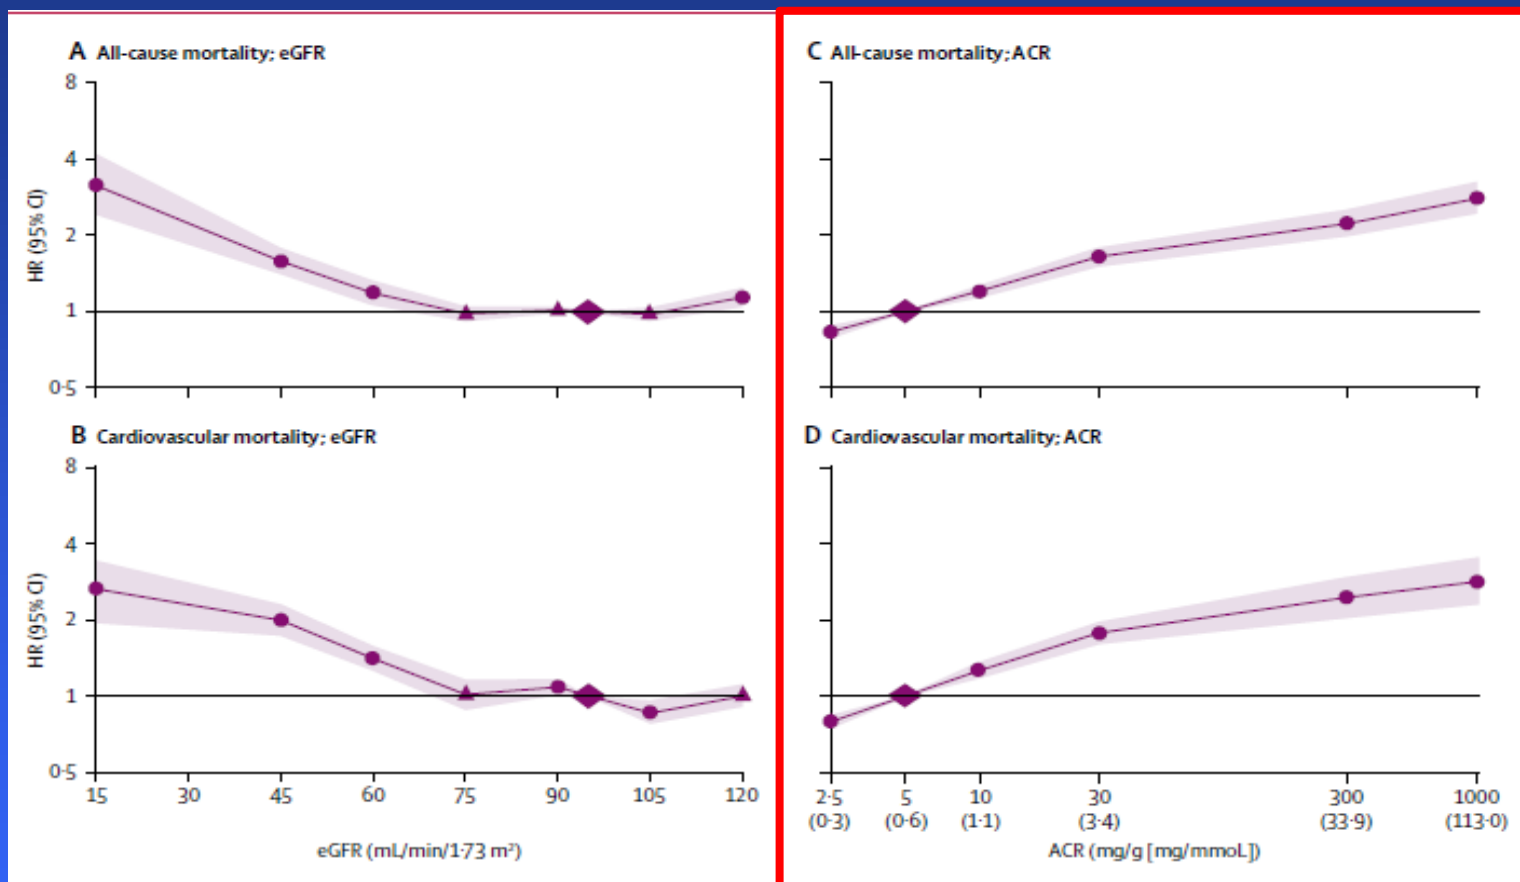 A All-cause mortality; eGFR
8
4
2
1
0·5
HR (95% CI)
B Cardiovascular mortality; eGFR
8
4
2
1
0·5
HR (95% CI)
15 30 45 60 75 90 105 120
eGFR (mL/min/1·73 m²)
C All-cause mortality; ACR
D Cardiovascular mortality; ACR
2·5 5 10 30 300 1000
(0·3) (0·6) (1·1) (3·4) (33·9) (113·0)
ACR (mg/g [mg/mmoL])